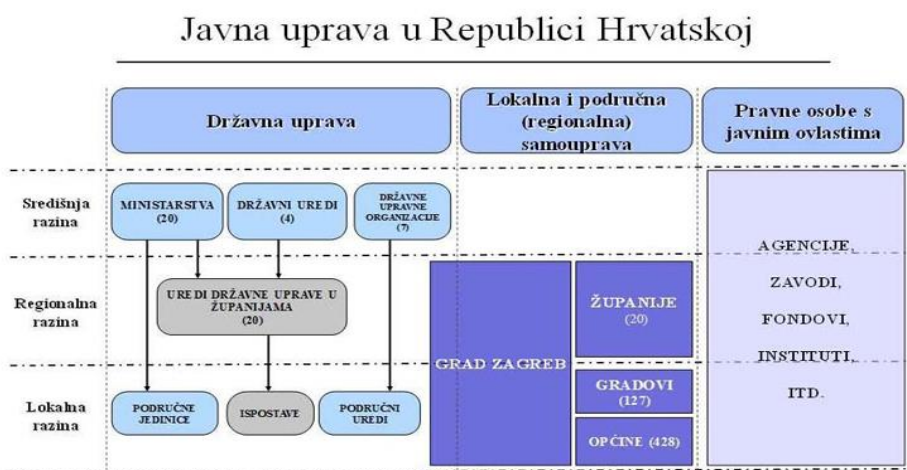 Javna uprava u Republici Hrvatskoj
Državna uprava
Lokalna i područna
(regionalna)
samouprava
Pravne osobe s
javnim ovlastima
Središnja
razina
MINISTARSTVA
(20)
DRŽAVNI UREDI
(4)
DRŽAVNE
UPRAVNE
ORGANIZACIJE
(7)
Regionalna
razina
UREDI DRŽAVNE UPRAVE U
ŽUPANIJAMA
(20)
GRAD ZAGREB
ŽUPANIJE
(20)
Lokalna
razina
PODRUČNE
JEDINICE
ISPOSTAVE
PODRUČNI
UREDI
GRADOVI
(127)
OPĆINE (428)
AGENCIJE,
ZAVODI,
FONDOVI,
INSTITUTI,
ITD.